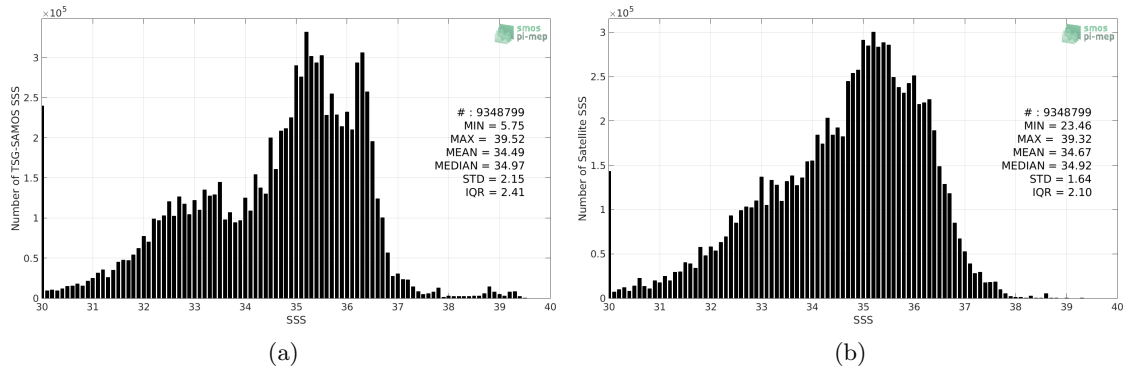 ×10⁵
smos
pi-mep
3
2.5
2
1.5
1
0.5
0
Number of TSG-SAMOS SSS
# : 9348799
MIN = 5.75
MAX = 39.52
MEAN = 34.49
MEDIAN = 34.97
STD = 2.15
IQR = 2.41
30 31 32 33 34 35 36 37 38 39 40
SSS
(a)
×10⁵
smos
pi-mep
3
2.5
2
1.5
1
0.5
0
Number of Satellite SSS
# : 9348799
MIN = 23.46
MAX = 39.32
MEAN = 34.67
MEDIAN = 34.92
STD = 1.64
IQR = 2.10
30 31 32 33 34 35 36 37 38 39 40
SSS
(b)